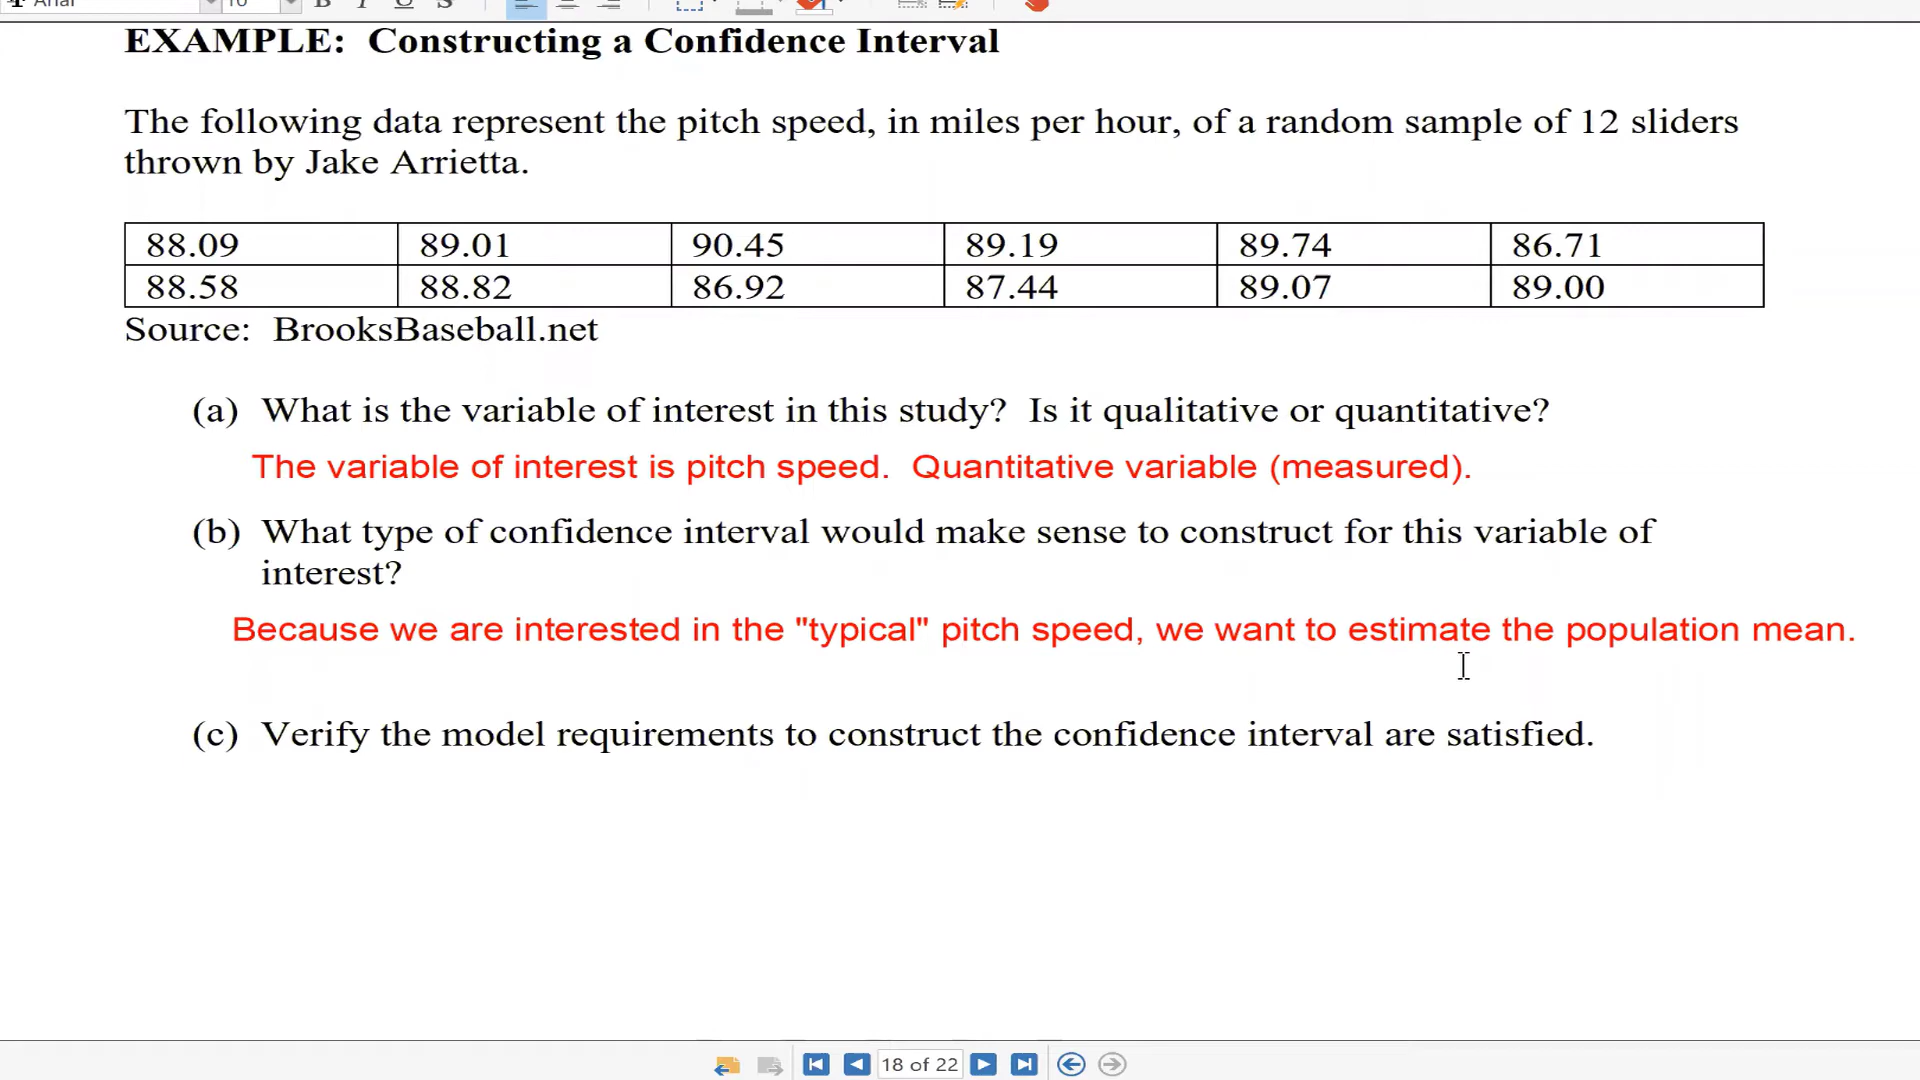 Arial 16 B I U S
EXAMPLE: Constructing a Confidence Interval
The following data represent the pitch speed, in miles per hour, of a random sample of 12 sliders
thrown by Jake Arrietta.
88.09 89.01 90.45 89.19 89.74 86.71
88.58 88.82 86.92 87.44 89.07 89.00
Source: BrooksBaseball.net
(a) What is the variable of interest in this study? Is it qualitative or quantitative?
The variable of interest is pitch speed. Quantitative variable (measured).
(b) What type of confidence interval would make sense to construct for this variable of
interest?
Because we are interested in the "typical" pitch speed, we want to estimate the population mean.
(c) Verify the model requirements to construct the confidence interval are satisfied.
18 of 22